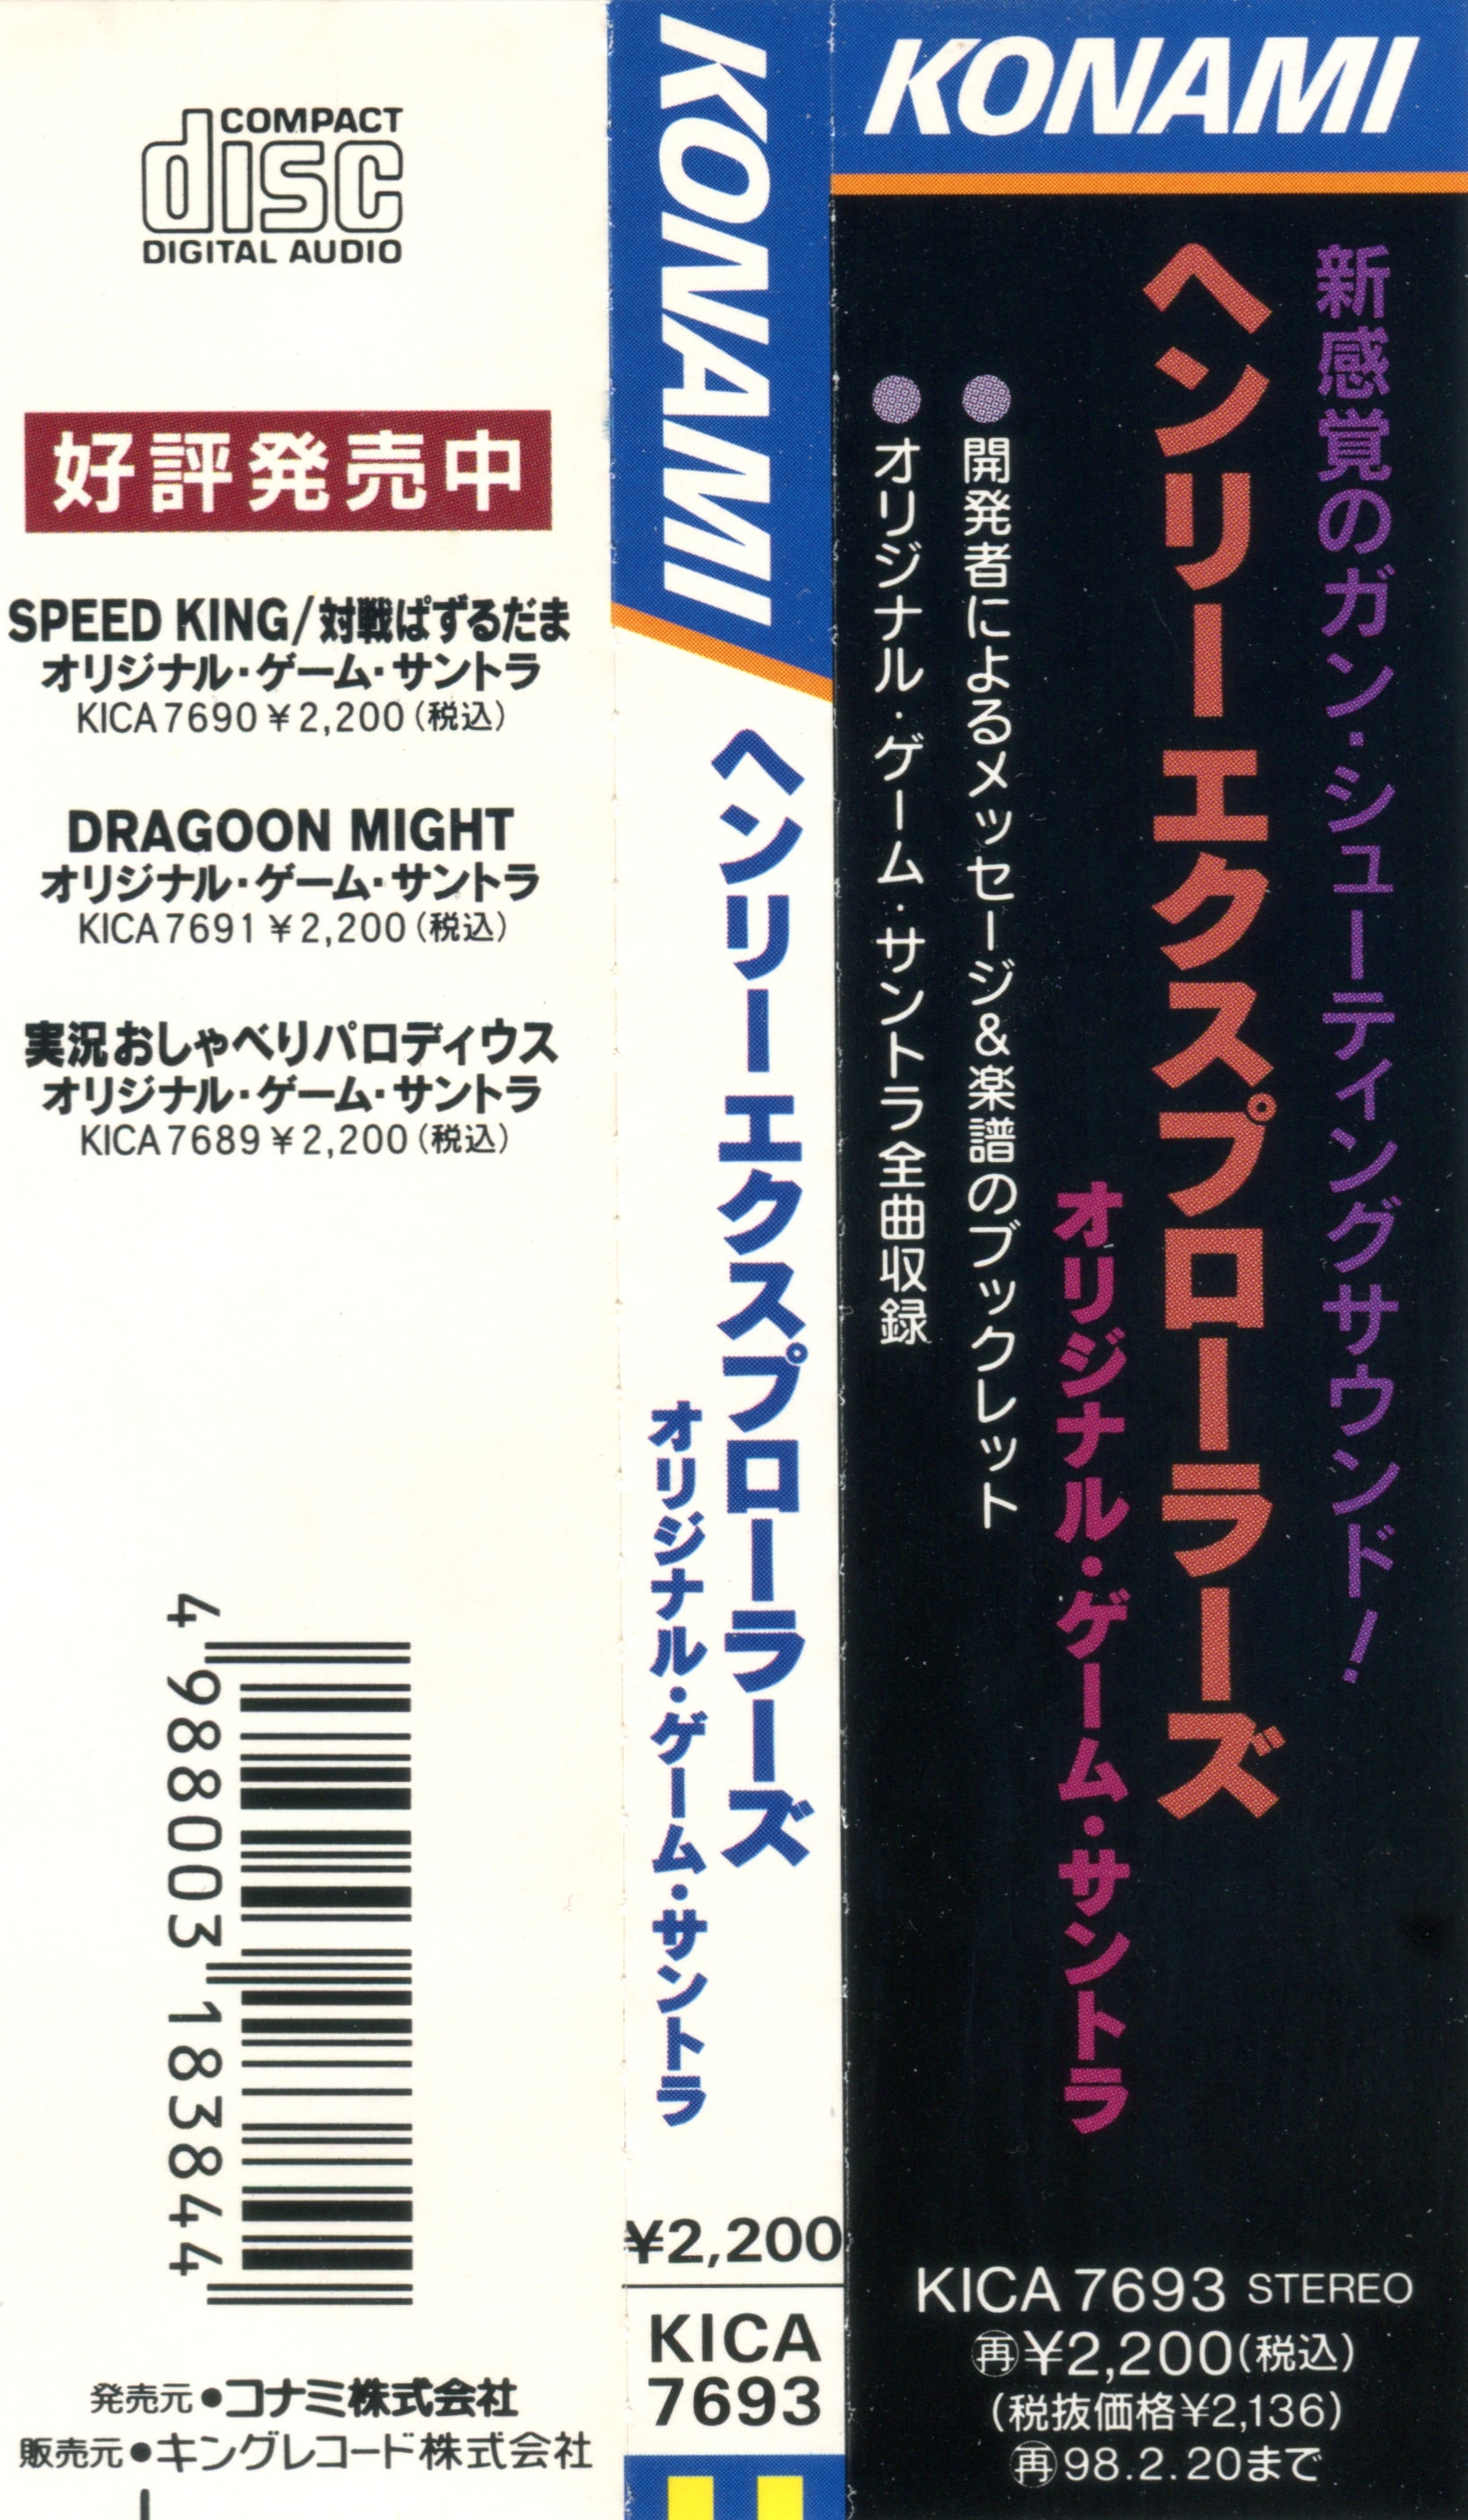 COMPACT
disc
DIGITAL AUDIO
好評発売中
SPEED KING/対戦ぱずるだま
オリジナル・ゲーム・サントラ
KICA7690¥2,200(税込)
DRAGOON MIGHT
オリジナル・ゲーム・サントラ
KICA7691¥2,200(税込)
実況おしゃべりパロディウス
オリジナル・ゲーム・サントラ
KICA7689¥2,200(税込)
4 988003 183844
発売元●コナミ株式会社
販売元●キングレコード株式会社
KONAMI
ヘンリーエクスプローラーズ
オリジナル・ゲーム・サントラ
¥2,200
KICA
7693
KONAMI
新感覚のガン・シューティングサウンド!
ヘンリーエクスプローラーズ
オリジナル・ゲーム・サントラ
●開発者によるメッセージ&楽譜のブックレット
●オリジナル・ゲーム・サントラ全曲収録
KICA 7693 STEREO
再¥2,200(税込)
(税抜価格¥2,136)
再98.2.20まで